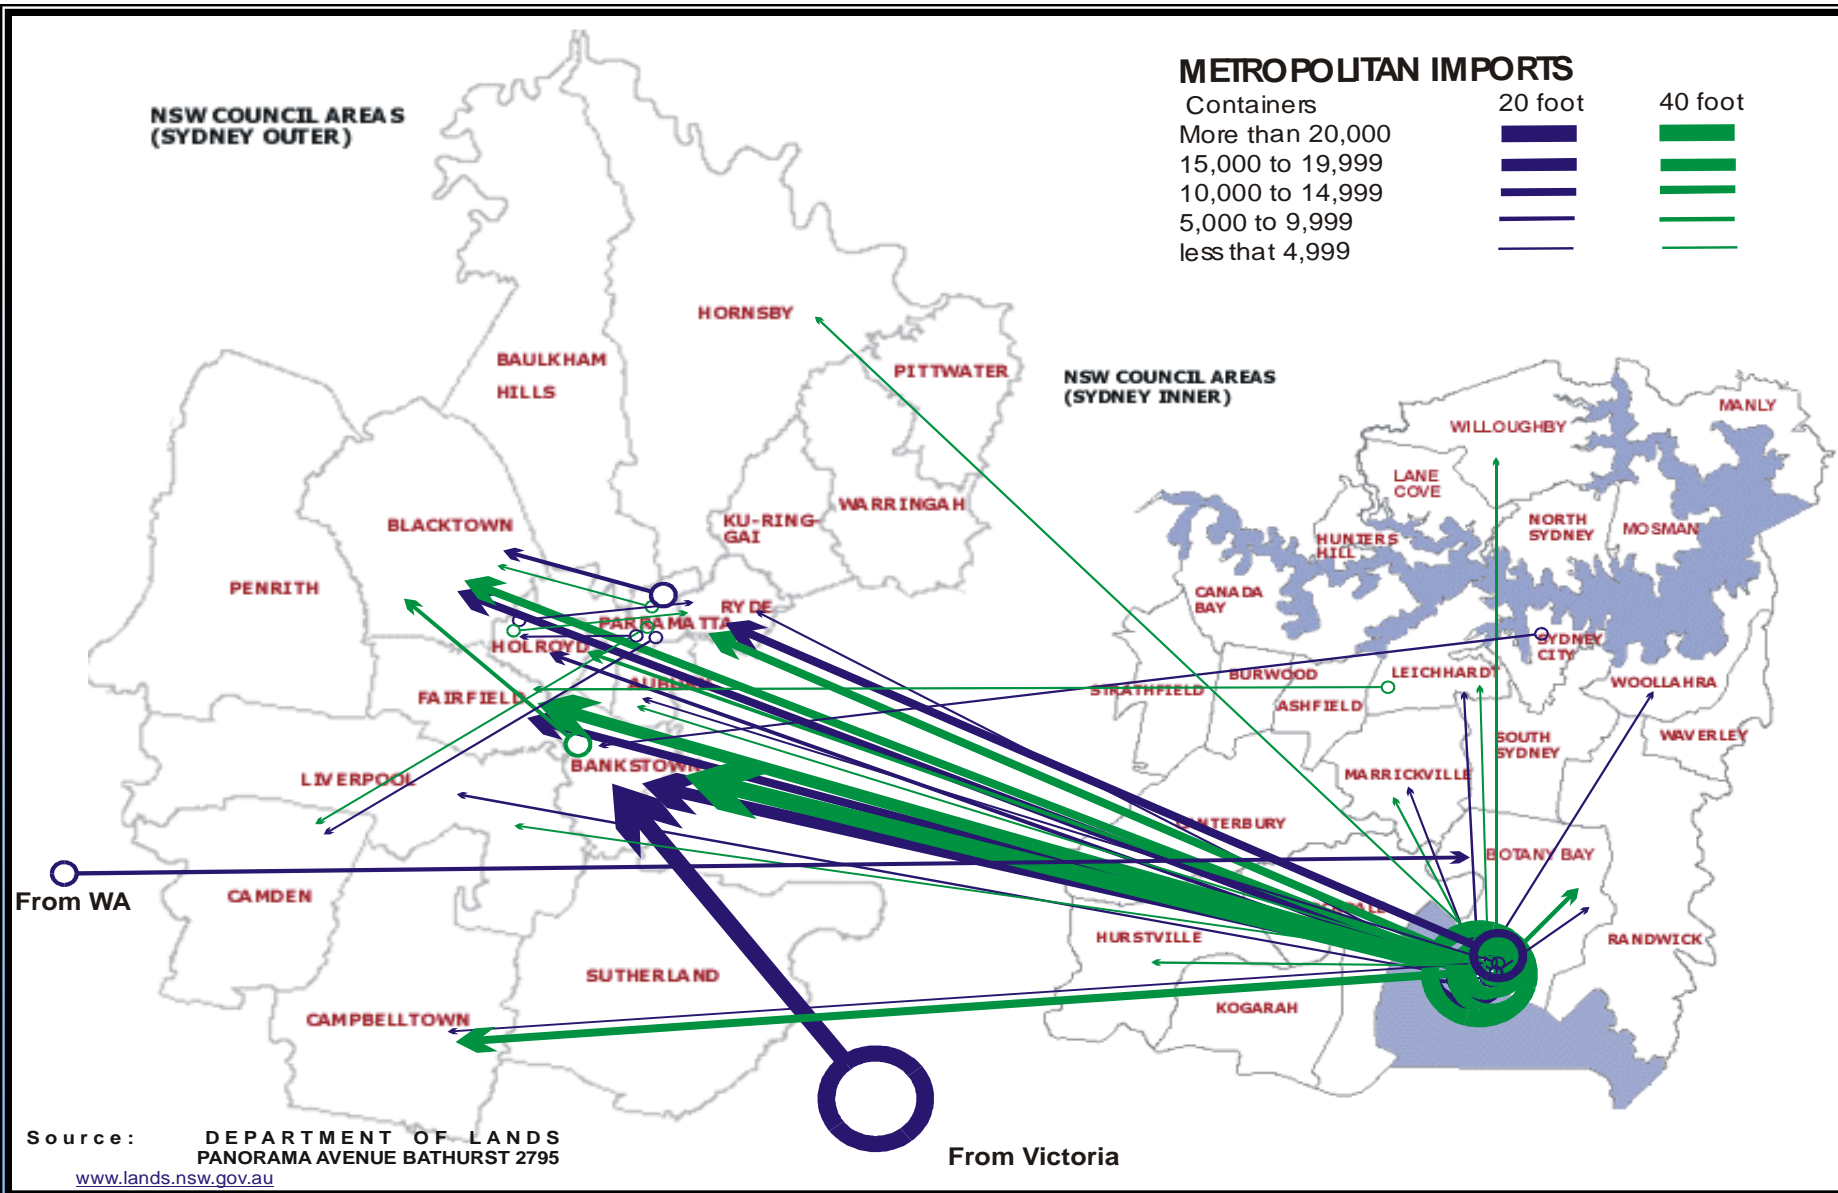 METROPOLITAN IMPORTS
Containers 20 foot 40 foot
More than 20,000
15,000 to 19,999
10,000 to 14,999
5,000 to 9,999
less that 4,999
NSW COUNCIL AREAS
(SYDNEY OUTER)
HORNSBY
BAULKHAM
HILLS
PITTWATER
WARRINGAH
KU-RING-
GAI
BLACKTOWN
PENRITH
RYDE
PARRAMATTA
HOLROYD
AUBURN
FAIRFIELD
BANKSTOWN
LIVERPOOL
CAMDEN
SUTHERLAND
CAMPBELLTOWN
From WA
From Victoria
NSW COUNCIL AREAS
(SYDNEY INNER)
MANLY
WILLOUGHBY
LANE
COVE
NORTH
SYDNEY
MOSMAN
HUNTERS
HILL
CANADA
BAY
SYDNEY
CITY
LEICHHARDT
BURWOOD
STRATHFIELD
ASHFIELD
WOOLLAHRA
WAVERLEY
SOUTH
SYDNEY
MARRICKVILLE
CANTERBURY
BOTANY BAY
ROCKDALE
HURSTVILLE
RANDWICK
KOGARAH
Source: DEPARTMENT OF LANDS
PANORAMA AVENUE BATHURST 2795
www.lands.nsw.gov.au